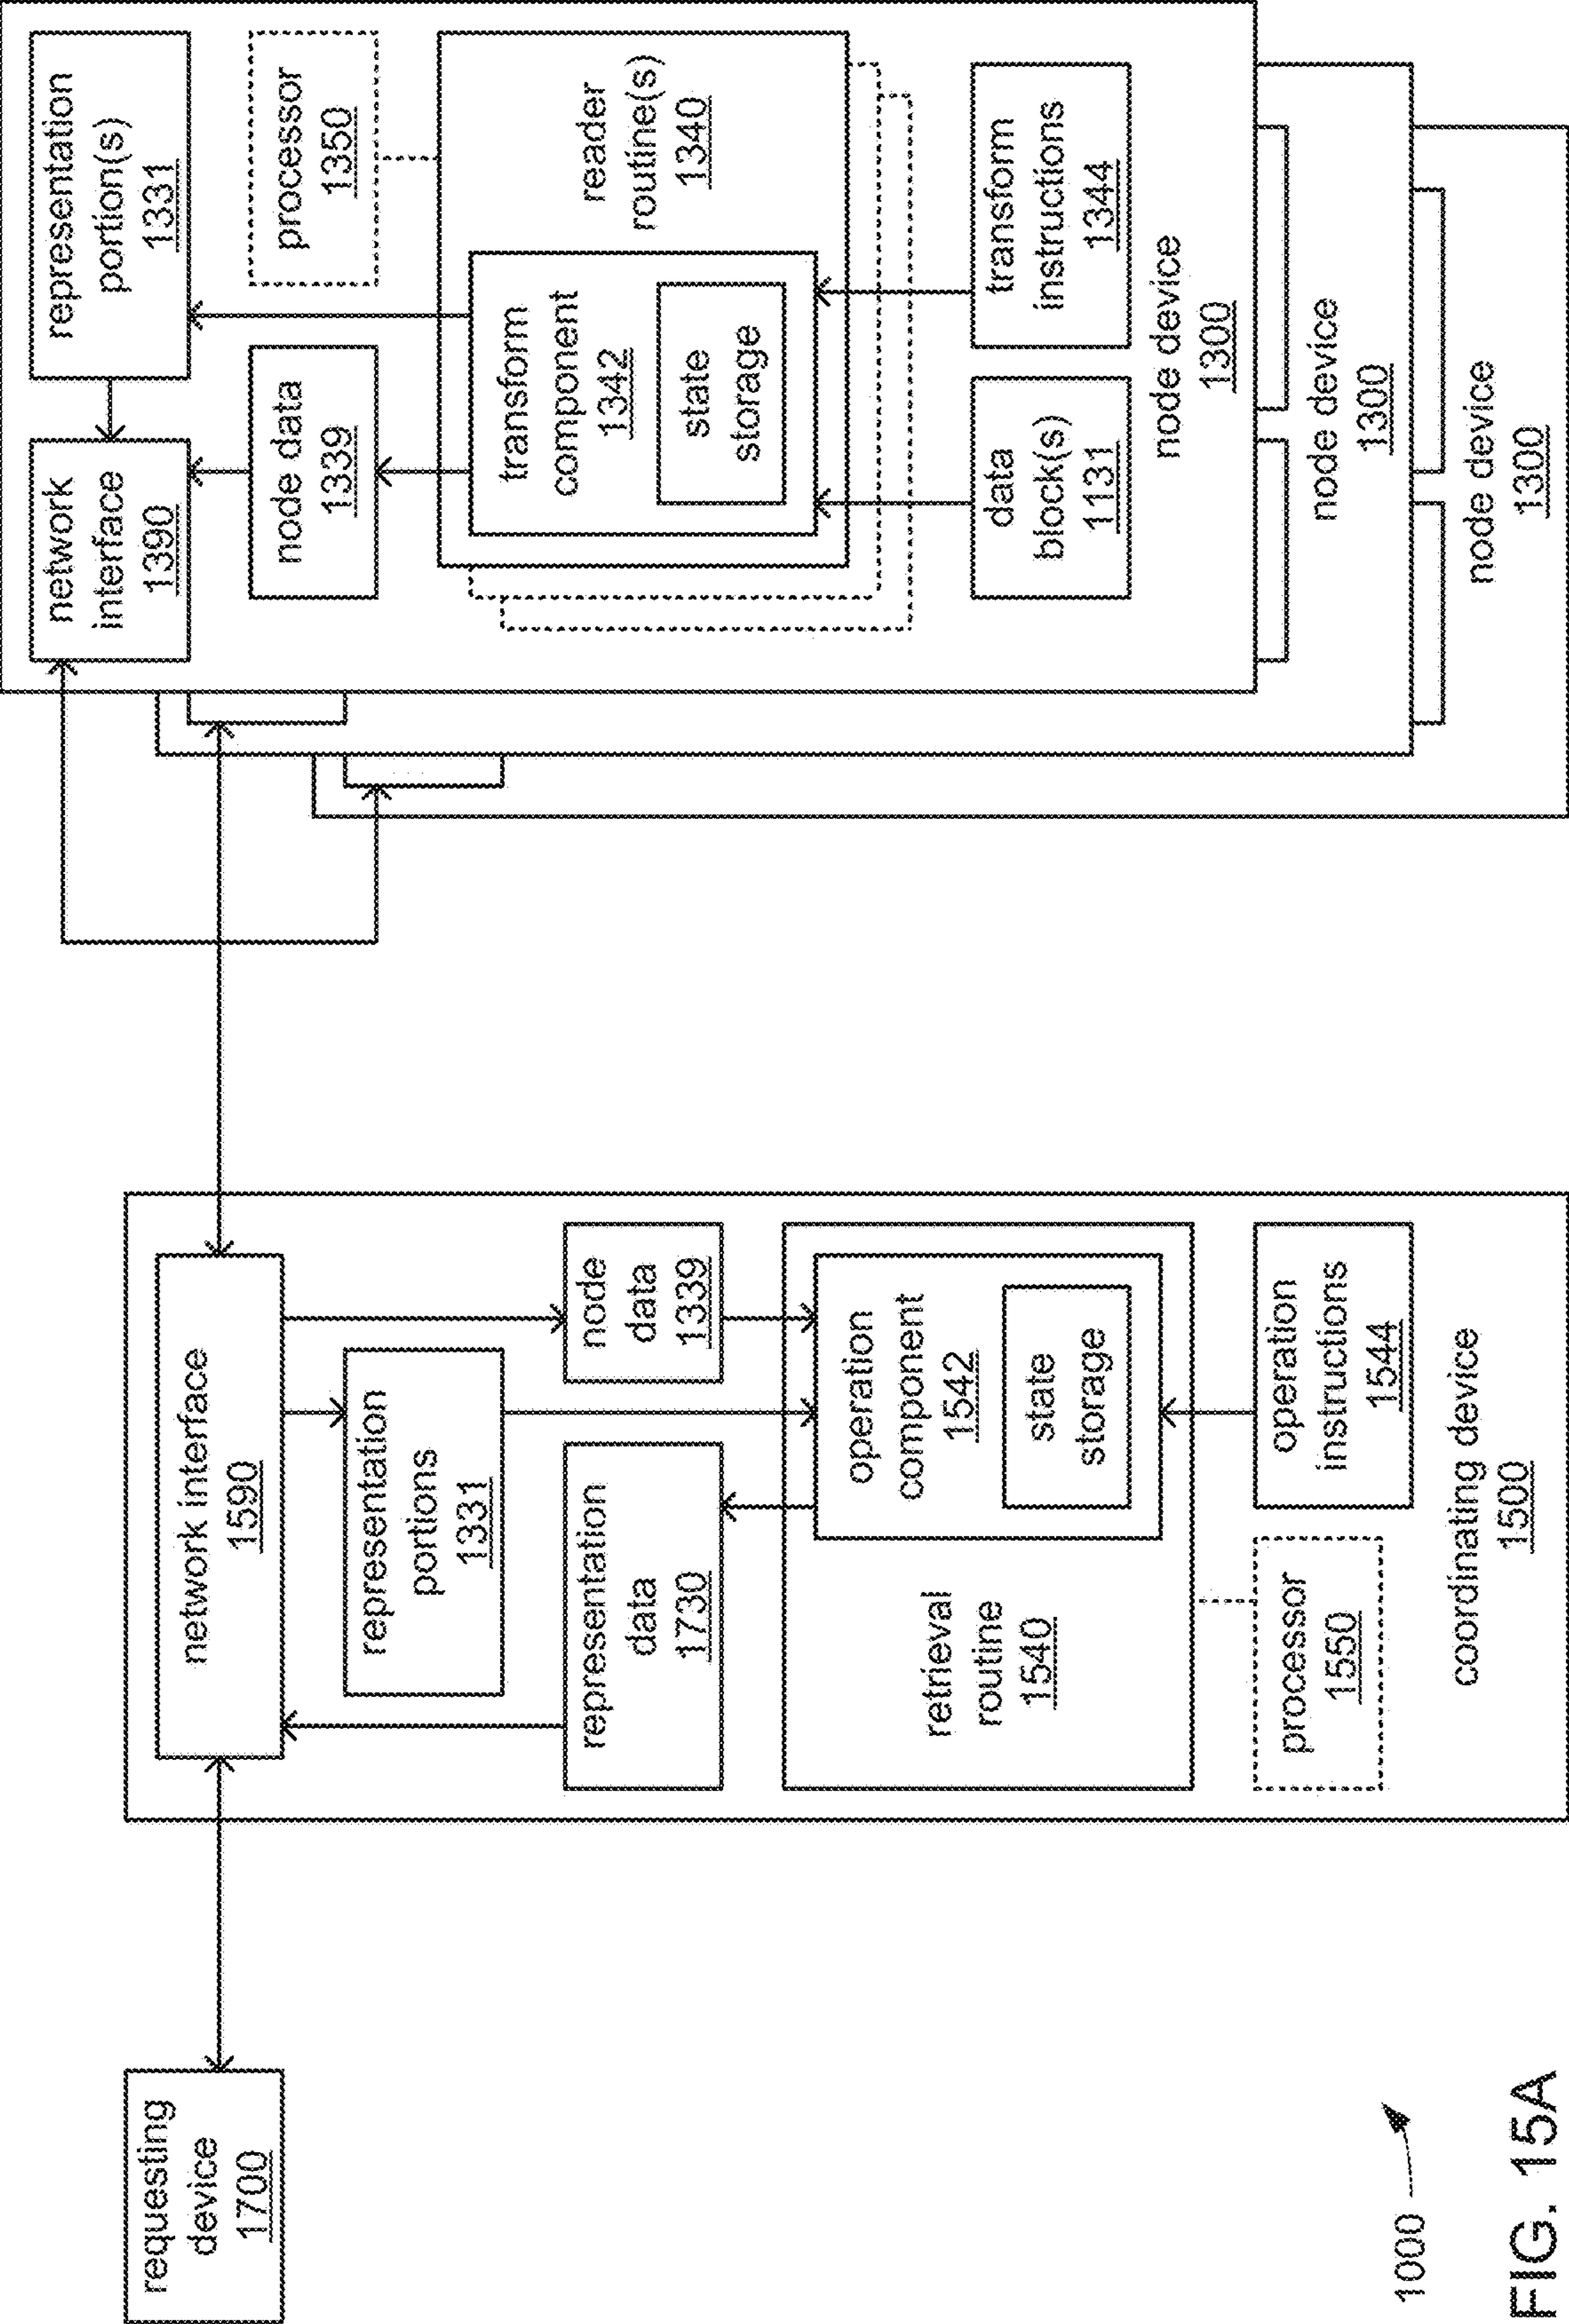 requesting
device
1700
network interface
1590
representation
portions
1331
node
data
1339
representation
data
1730
operation
component
1542
state
storage
retrieval
routine
1540
operation
instructions
1544
processor
1550
coordinating device
1500
network
interface
1390
representation
portion(s)
1331
node data
1339
processor
1350
transform
component
1342
state
storage
reader
routine(s)
1340
data
block(s)
1131
transform
instructions
1344
node device
1300
node device
1300
node device
1300
1000
FIG. 15A